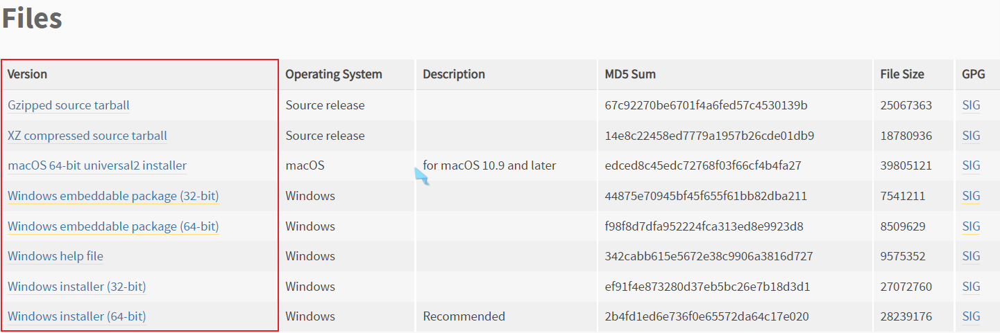 Files
Version Operating System Description MD5 Sum File Size GPG
Gzipped source tarball Source release 67c92270be6701f4a6fed57c4530139b 25067363 SIG
XZ compressed source tarball Source release 14e8c22458ed7779a1957b26cde01db9 18780936 SIG
macOS 64-bit universal2 installer macOS for macOS 10.9 and later edced8c45edc72768f03f66cf4b4fa27 39805121 SIG
Windows embeddable package (32-bit) Windows 44875e70945bf45f655f61bb82dba211 7541211 SIG
Windows embeddable package (64-bit) Windows f98f8d7dfa952224fca313ed8e9923d8 8509629 SIG
Windows help file Windows 342cabb615e5672e38c9906a3816d727 9575352 SIG
Windows installer (32-bit) Windows ef91f4e873280d37eb5bc26e7b18d3d1 27072760 SIG
Windows installer (64-bit) Windows Recommended 2b4fd1ed6e736f0e65572da64c17e020 28239176 SIG